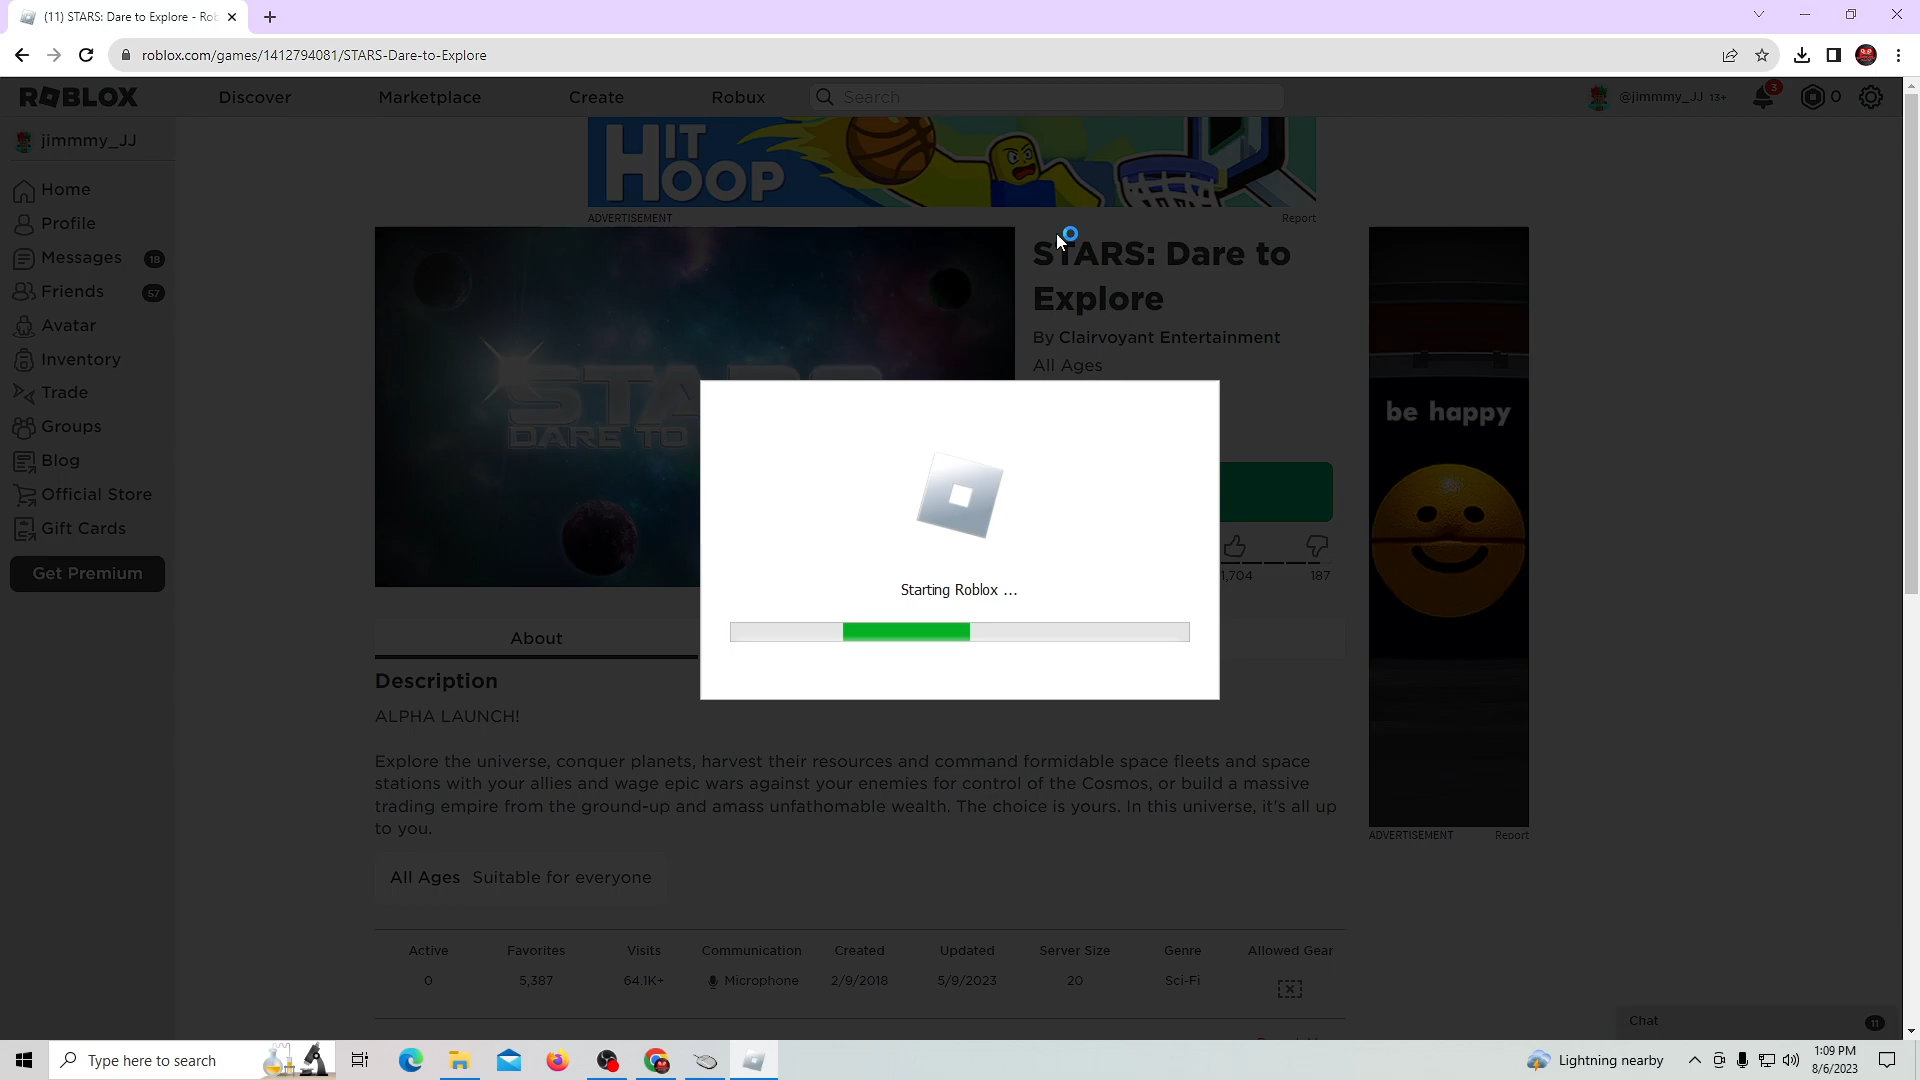 (11) STARS: Dare to Explore - Rob
roblox.com/games/1412794081/STARS-Dare-to-Explore
ROBLOX
Discover
Marketplace
Create
Robux
Search
@jimmmy_JJ 13+
3
0
jimmmy_JJ
Home
Profile
Messages 18
Friends 57
Avatar
Inventory
Trade
Groups
Blog
Official Store
Gift Cards
Get Premium
HIT
HOOP
ADVERTISEMENT
Report
STARS
DARE TO
STARS: Dare to
Explore
By Clairvoyant Entertainment
All Ages
1,704
187
Starting Roblox ...
be happy
ADVERTISEMENT
Report
About
Description
ALPHA LAUNCH!
Explore the universe, conquer planets, harvest their resources and command formidable space fleets and space
stations with your allies and wage epic wars against your enemies for control of the Cosmos, or build a massive
trading empire from the ground-up and amass unfathomable wealth. The choice is yours. In this universe, it's all up
to you.
All Ages Suitable for everyone
Active Favorites Visits Communication Created Updated Server Size Genre Allowed Gear
0 5,387 64.1K+ Microphone 2/9/2018 5/9/2023 20 Sci-Fi
Chat
11
Type here to search
Lightning nearby
1:09 PM
8/6/2023